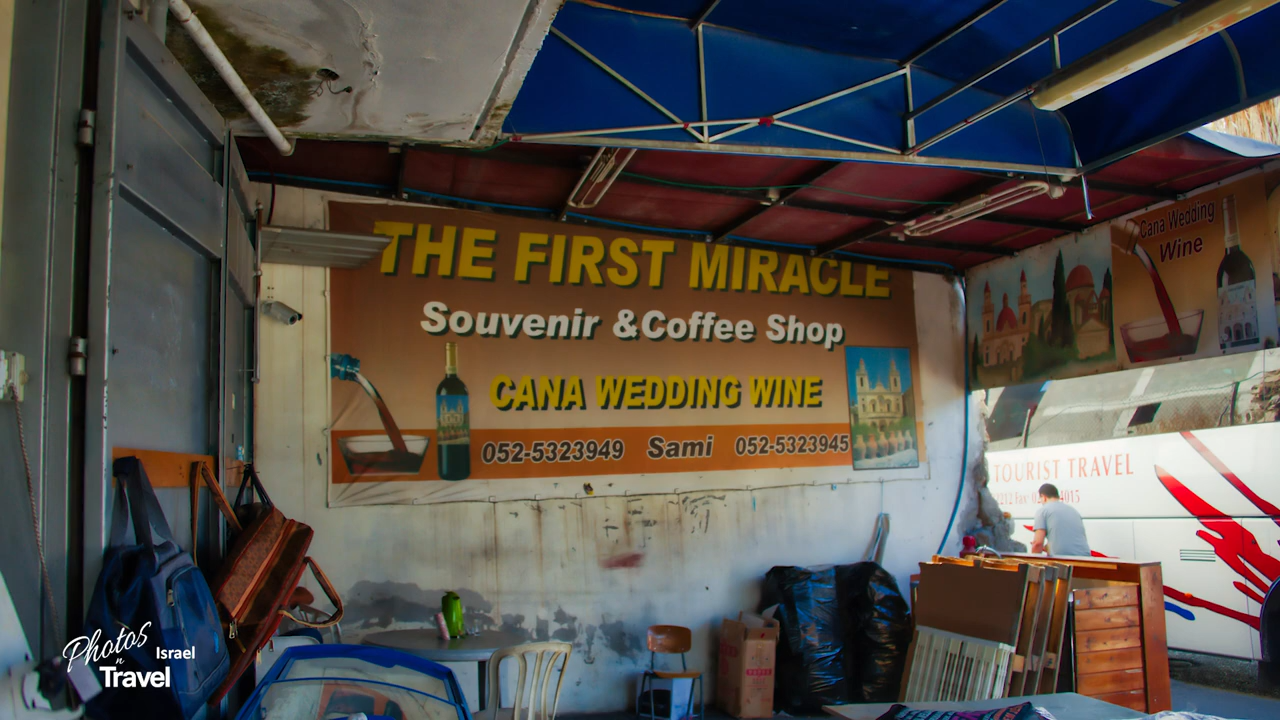 THE FIRST MIRACLE
Souvenir &Coffee Shop
CANA WEDDING WINE
052-5323949 Sami 052-5323945
Cana Wedding
Wine
TOURIST TRAVEL
Photos
n
Travel
Israel